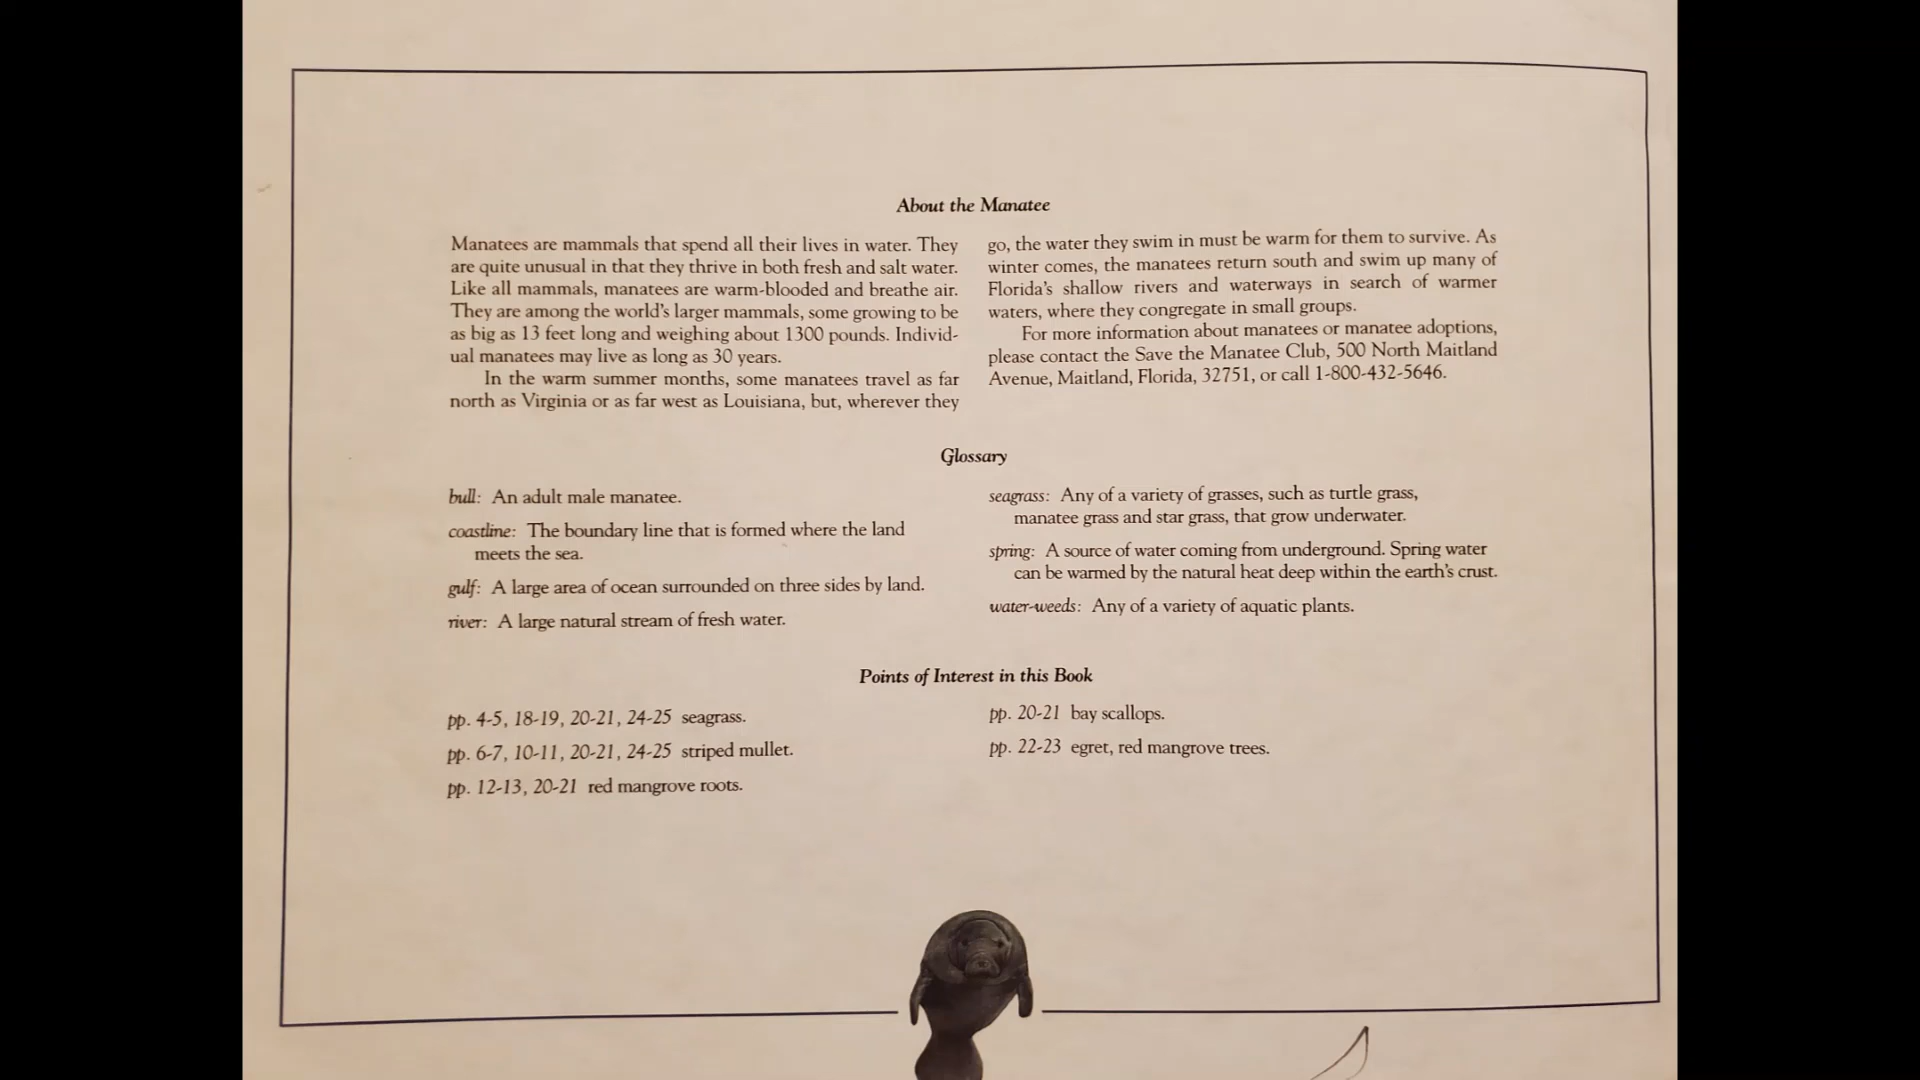 About the Manatee
Manatees are mammals that spend all their lives in water. They
are quite unusual in that they thrive in both fresh and salt water.
Like all mammals, manatees are warm-blooded and breathe air.
They are among the world's larger mammals, some growing to be
as big as 13 feet long and weighing about 1300 pounds. Individ-
ual manatees may live as long as 30 years.
In the warm summer months, some manatees travel as far
north as Virginia or as far west as Louisiana, but, wherever they
go, the water they swim in must be warm for them to survive. As
winter comes, the manatees return south and swim up many of
Florida's shallow rivers and waterways in search of warmer
waters, where they congregate in small groups.
For more information about manatees or manatee adoptions,
please contact the Save the Manatee Club, 500 North Maitland
Avenue, Maitland, Florida, 32751, or call 1-800-432-5646.
Glossary
bull: An adult male manatee.
coastline: The boundary line that is formed where the land
meets the sea.
gulf: A large area of ocean surrounded on three sides by land.
river: A large natural stream of fresh water.
seagrass: Any of a variety of grasses, such as turtle grass,
manatee grass and star grass, that grow underwater.
spring: A source of water coming from underground. Spring water
can be warmed by the natural heat deep within the earth's crust.
water-weeds: Any of a variety of aquatic plants.
Points of Interest in this Book
pp. 4-5, 18-19, 20-21, 24-25 seagrass.
pp. 6-7, 10-11, 20-21, 24-25 striped mullet.
pp. 12-13, 20-21 red mangrove roots.
pp. 20-21 bay scallops.
pp. 22-23 egret, red mangrove trees.